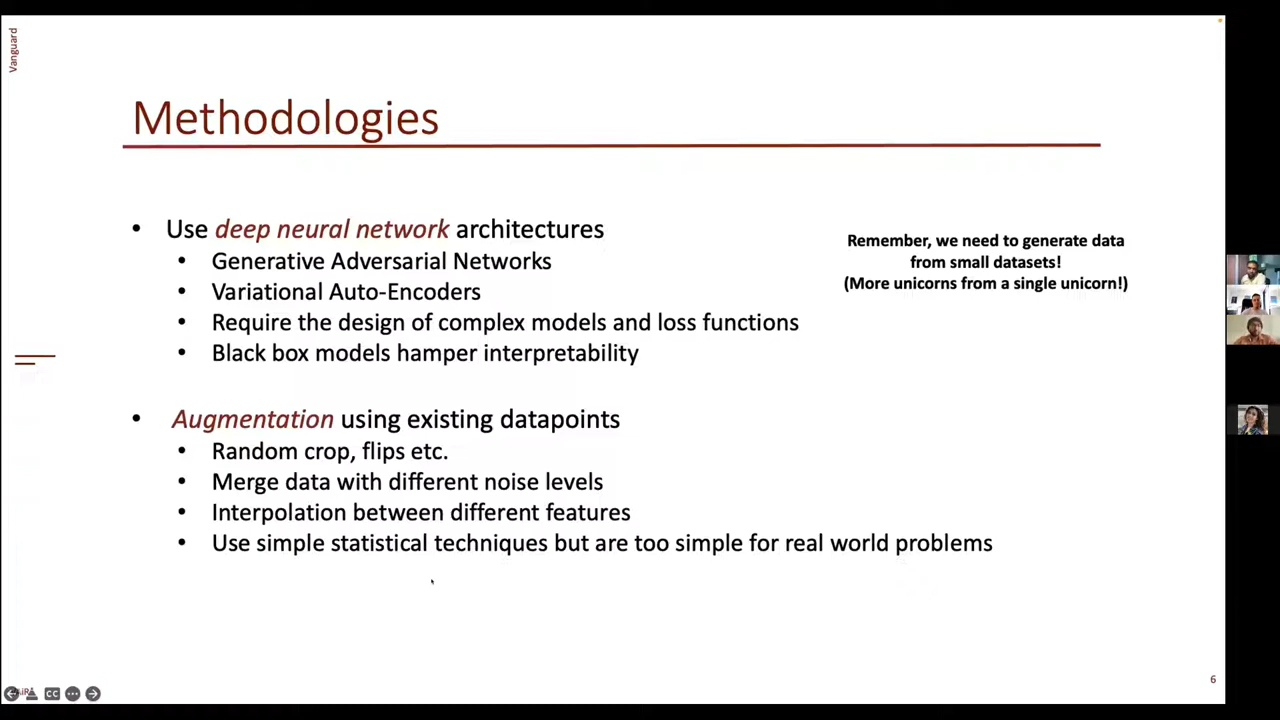 Vanguard
Methodologies
• Use deep neural network architectures
• Generative Adversarial Networks
• Variational Auto-Encoders
• Require the design of complex models and loss functions
• Black box models hamper interpretability
Remember, we need to generate data
from small datasets!
(More unicorns from a single unicorn!)
• Augmentation using existing datapoints
• Random crop, flips etc.
• Merge data with different noise levels
• Interpolation between different features
• Use simple statistical techniques but are too simple for real world problems
CC
6